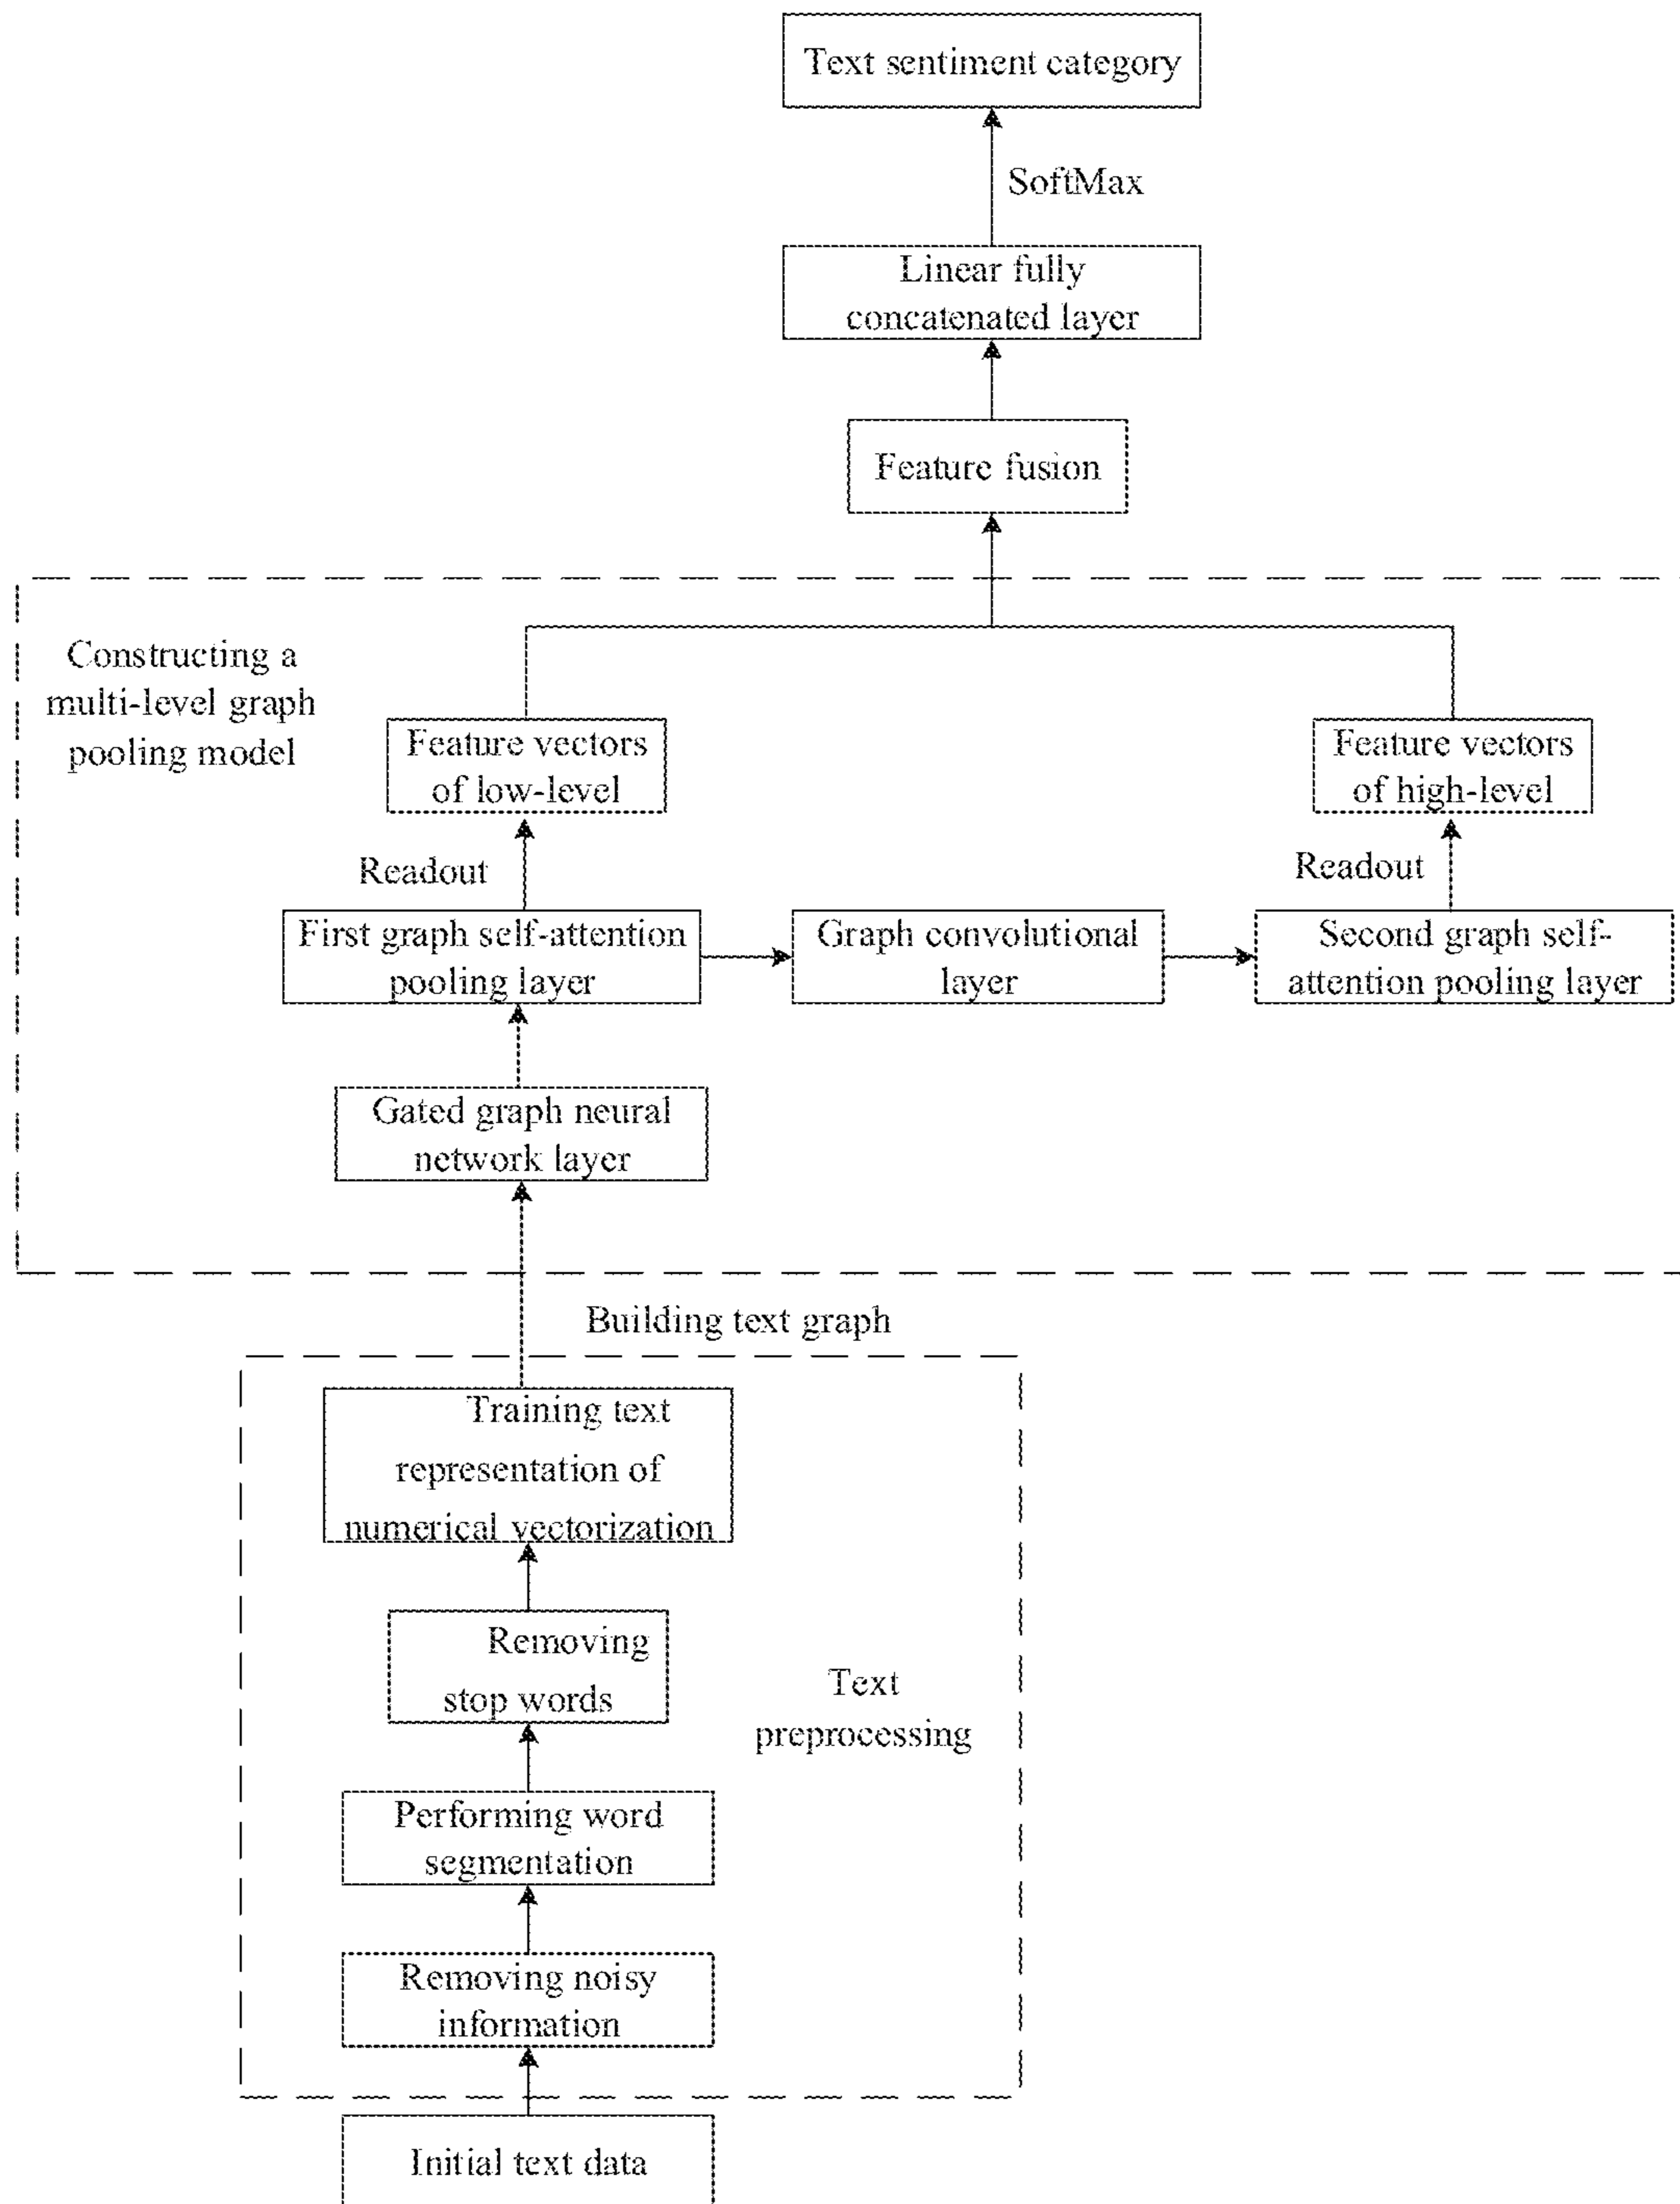 Text sentiment category
SoftMax
Linear fully
concatenated layer
Feature fusion
Constructing a
multi-level graph
pooling model
Feature vectors
of low-level
Feature vectors
of high-level
Readout
Readout
First graph self-attention
pooling layer
Graph convolutional
layer
Second graph self-
attention pooling layer
Gated graph neural
network layer
Building text graph
Training text
representation of
numerical vectorization
Removing
stop words
Text
preprocessing
Performing word
segmentation
Removing noisy
information
Initial text data